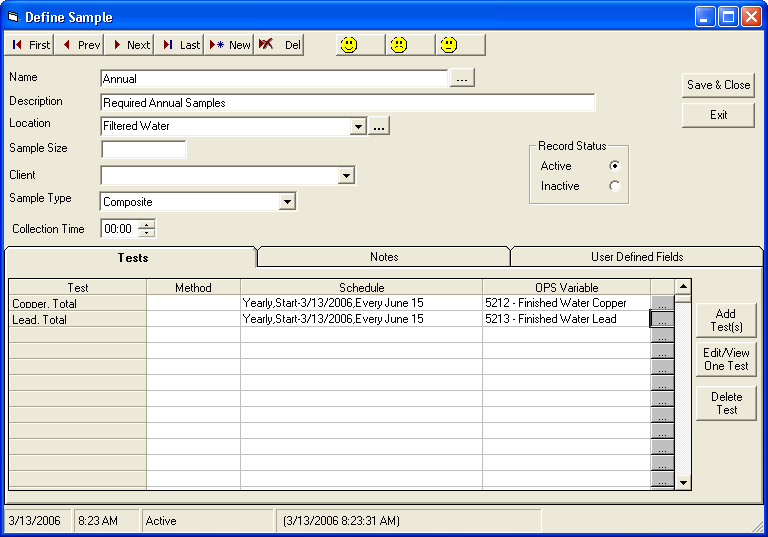 Define Sample
First Prev Next Last New Del
Name Annual ...
Save & Close
Description Required Annual Samples
Location Filtered Water ...
Exit
Sample Size
Record Status
Client
Active
Sample Type Composite
Inactive
Collection Time 00:00
Tests Notes User Defined Fields
Test Method Schedule OPS Variable
Copper, Total Yearly,Start-3/13/2006,Every June 15 5212 - Finished Water Copper ...
Lead, Total Yearly,Start-3/13/2006,Every June 15 5213 - Finished Water Lead ...
...
...
...
...
...
...
...
...
...
...
Add
Test(s)
Edit/View
One Test
Delete
Test
3/13/2006 8:23 AM Active (3/13/2006 8:23:31 AM)